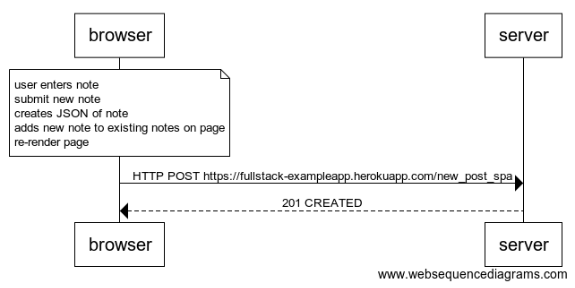 browser
server
user enters note
submit new note
creates JSON of note
adds new note to existing notes on page
re-render page
HTTP POST https://fullstack-exampleapp.herokuapp.com/new_post_spa
201 CREATED
browser
server
www.websequencediagrams.com